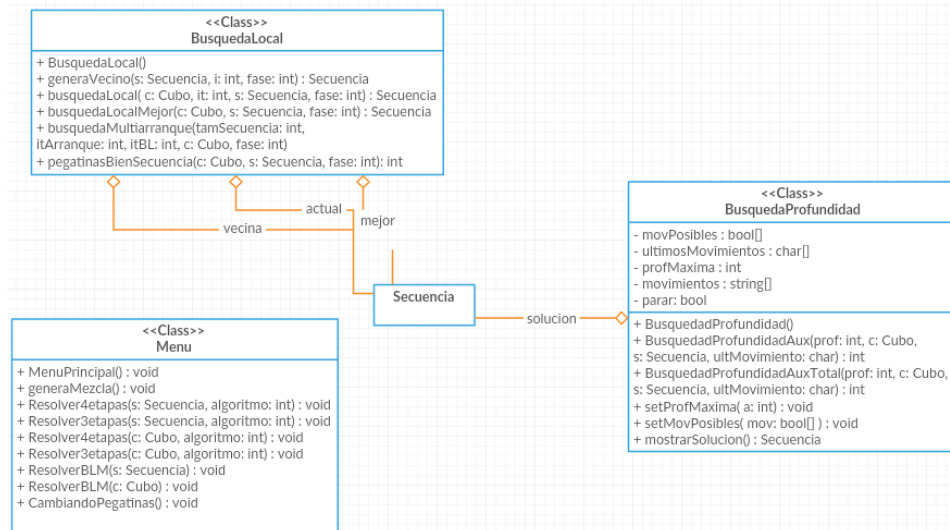 <<Class>>
BusquedaLocal
+ BusquedaLocal()
+ generaVecino(s: Secuencia, i: int, fase: int) : Secuencia
+ busquedaLocal( c: Cubo, it: int, s: Secuencia, fase: int) : Secuencia
+ busquedaLocalMejor(c: Cubo, s: Secuencia, fase: int) : Secuencia
+ busquedaMultiarranque(tamSecuencia: int,
itArranque: int, itBL: int, c: Cubo, fase: int)
+ pegatinasBienSecuencia(c: Cubo, s: Secuencia, fase: int): int
actual
mejor
vecina
Secuencia
solucion
<<Class>>
BusquedaProfundidad
- movPosibles : bool[]
- ultimosMovimientos : char[]
- profMaxima : int
- movimientos : string[]
- parar: bool
+ BusquedadProfundidad()
+ BusquedadProfundidadAux(prof: int, c: Cubo,
s: Secuencia, ultMovimiento: char) : int
+ BusquedadProfundidadAuxTotal(prof: int, c: Cubo,
s: Secuencia, ultMovimiento: char) : int
+ setProfMaxima( a: int) : void
+ setMovPosibles( mov: bool[] ) : void
+ mostrarSolucion() : Secuencia
<<Class>>
Menu
+ MenuPrincipal() : void
+ generaMezcla() : void
+ Resolver4etapas(s: Secuencia, algoritmo: int) : void
+ Resolver3etapas(s: Secuencia, algoritmo: int) : void
+ Resolver4etapas(c: Cubo, algoritmo: int) : void
+ Resolver3etapas(c: Cubo, algoritmo: int) : void
+ ResolverBLM(s: Secuencia) : void
+ ResolverBLM(c: Cubo) : void
+ CambiandoPegatinas() : void